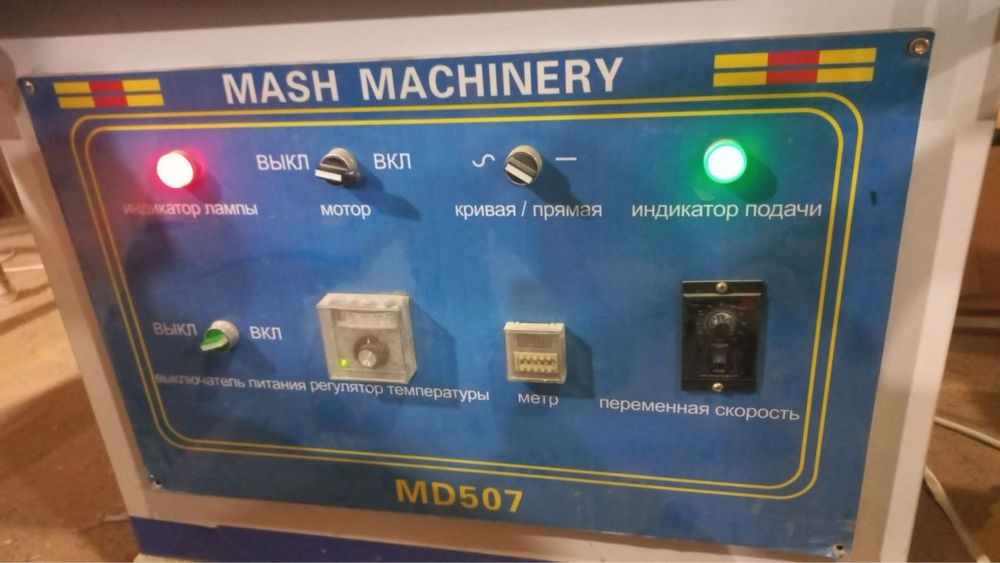 MASH MACHINERY
ВЫКЛ ВКЛ
индикатор лампы
мотор
кривая / прямая
индикатор подачи
ВЫКЛ ВКЛ
выключатель питания
регулятор температуры
метр
переменная скорость
MD507